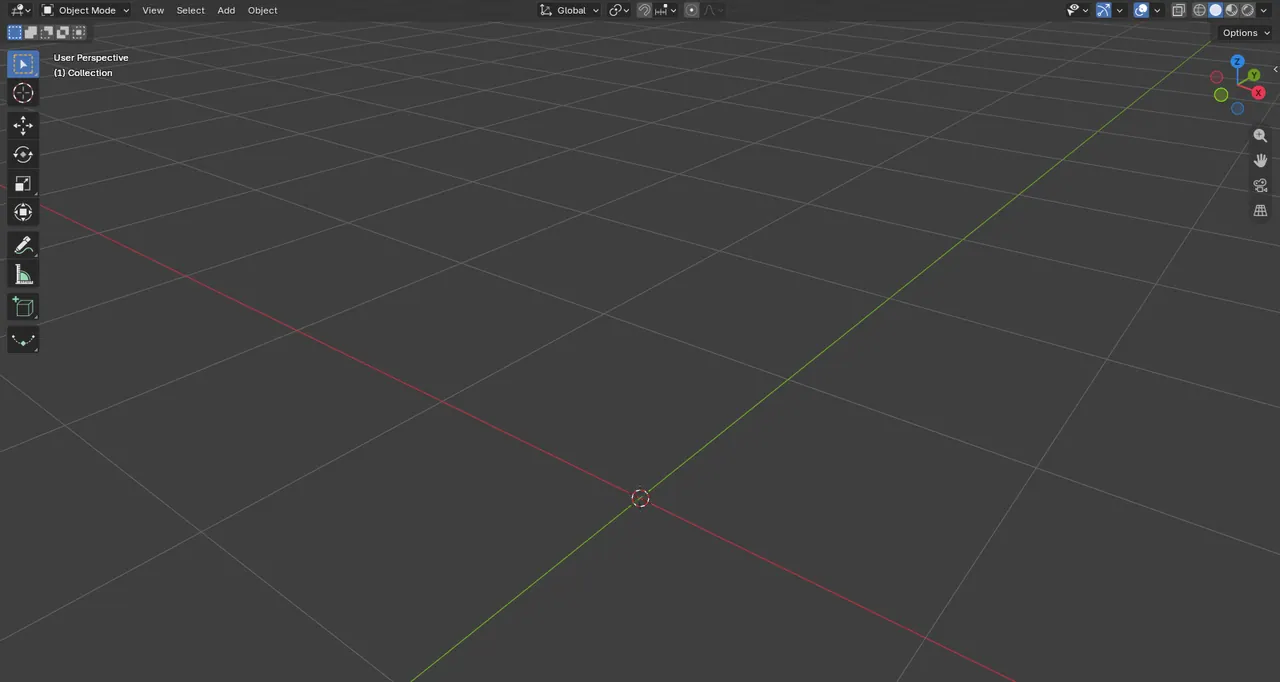 Object Mode View Select Add Object Global
Options
User Perspective
(1) Collection
Z
Y
X